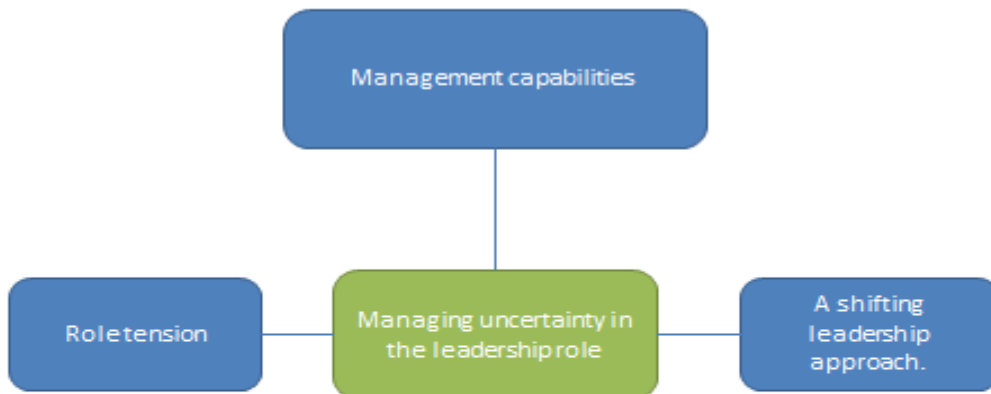 Management capabilities
Role tension
Managing uncertainty in
the leadership role
A shifting
leadership
approach.